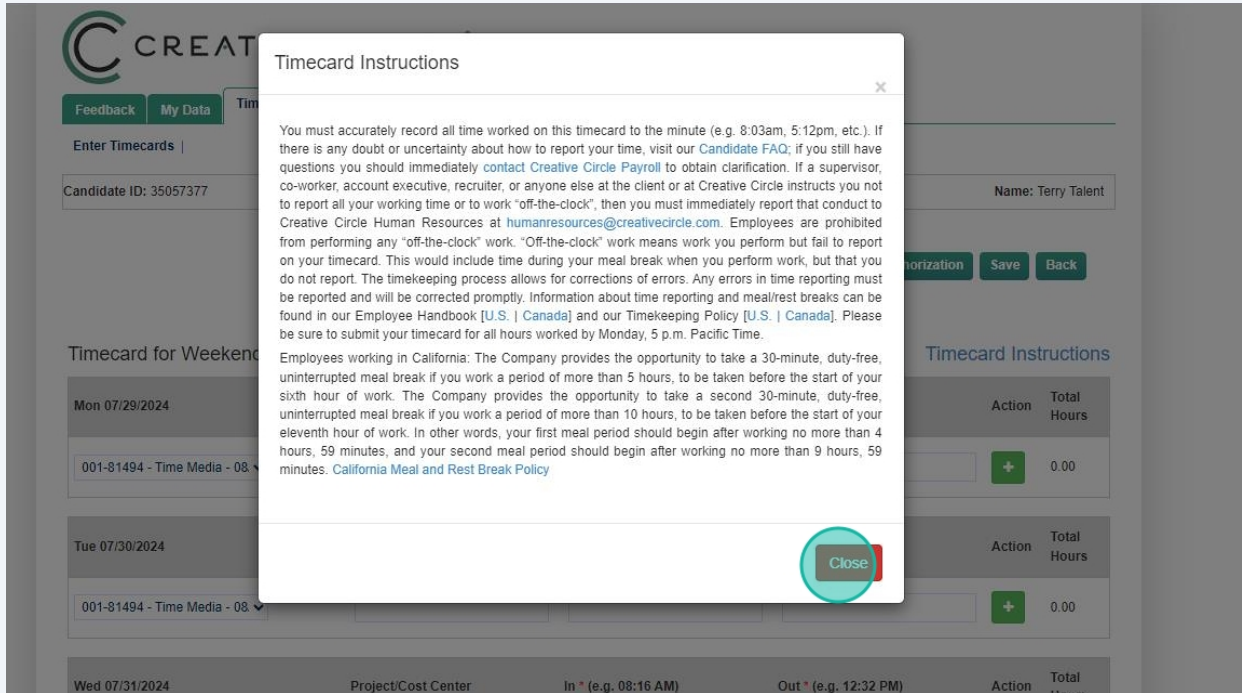 CREAT
Timecard Instructions
×
Feedback My Data Tim
Enter Timecards |
Candidate ID: 35057377
Name: Terry Talent
You must accurately record all time worked on this timecard to the minute (e.g. 8:03am, 5:12pm, etc.). If
there is any doubt or uncertainty about how to report your time, visit our Candidate FAQ; if you still have
questions you should immediately contact Creative Circle Payroll to obtain clarification. If a supervisor,
co-worker, account executive, recruiter, or anyone else at the client or at Creative Circle instructs you not
to report all your working time or to work “off-the-clock”, then you must immediately report that conduct to
Creative Circle Human Resources at humanresources@creativecircle.com. Employees are prohibited
from performing any “off-the-clock” work. “Off-the-clock” work means work you perform but fail to report
on your timecard. This would include time during your meal break when you perform work, but that you
do not report. The timekeeping process allows for corrections of errors. Any errors in time reporting must
be reported and will be corrected promptly. Information about time reporting and meal/rest breaks can be
found in our Employee Handbook [U.S. | Canada] and our Timekeeping Policy [U.S. | Canada]. Please
be sure to submit your timecard for all hours worked by Monday, 5 p.m. Pacific Time.
Employees working in California: The Company provides the opportunity to take a 30-minute, duty-free,
uninterrupted meal break if you work a period of more than 5 hours, to be taken before the start of your
sixth hour of work. The Company provides the opportunity to take a second 30-minute, duty-free,
uninterrupted meal break if you work a period of more than 10 hours, to be taken before the start of your
eleventh hour of work. In other words, your first meal period should begin after working no more than 4
hours, 59 minutes, and your second meal period should begin after working no more than 9 hours, 59
minutes. California Meal and Rest Break Policy
Close
horization Save Back
Timecard for Weekend
Timecard Instructions
Mon 07/29/2024 Action Total
Hours
001-81494 - Time Media - 08 + 0.00
Tue 07/30/2024 Action Total
Hours
001-81494 - Time Media - 08 + 0.00
Wed 07/31/2024 Project/Cost Center In * (e.g. 08:16 AM) Out * (e.g. 12:32 PM) Action Total